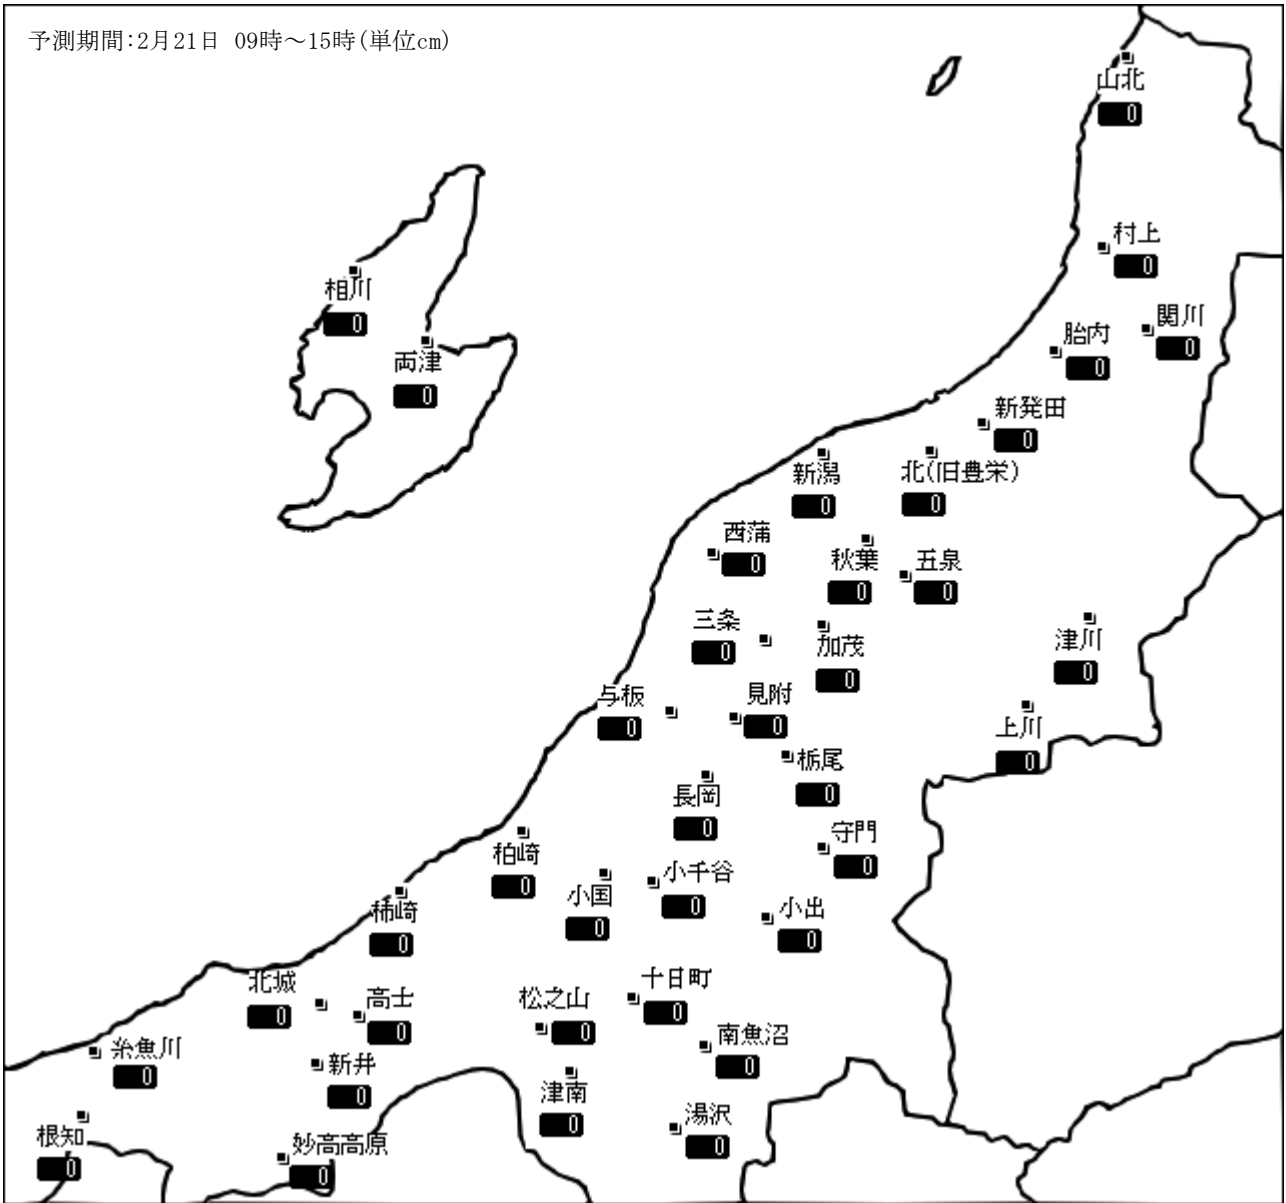 予測期間:2月21日 09時～15時(単位cm)
山北
0
村上
0
相川
0
関川
0
胎内
0
両津
0
新発田
0
新潟
0
北(旧豊栄)
0
西蒲
0
秋葉
0
五泉
0
三条
0
加茂
0
津川
0
与板
0
見附
0
上川
0
栃尾
0
長岡
0
守門
0
柏崎
0
小千谷
0
小国
0
小出
0
柿崎
0
北城
0
高士
0
松之山
0
十日町
0
南魚沼
0
糸魚川
0
新井
0
津南
0
湯沢
0
根知
0
妙高高原
0